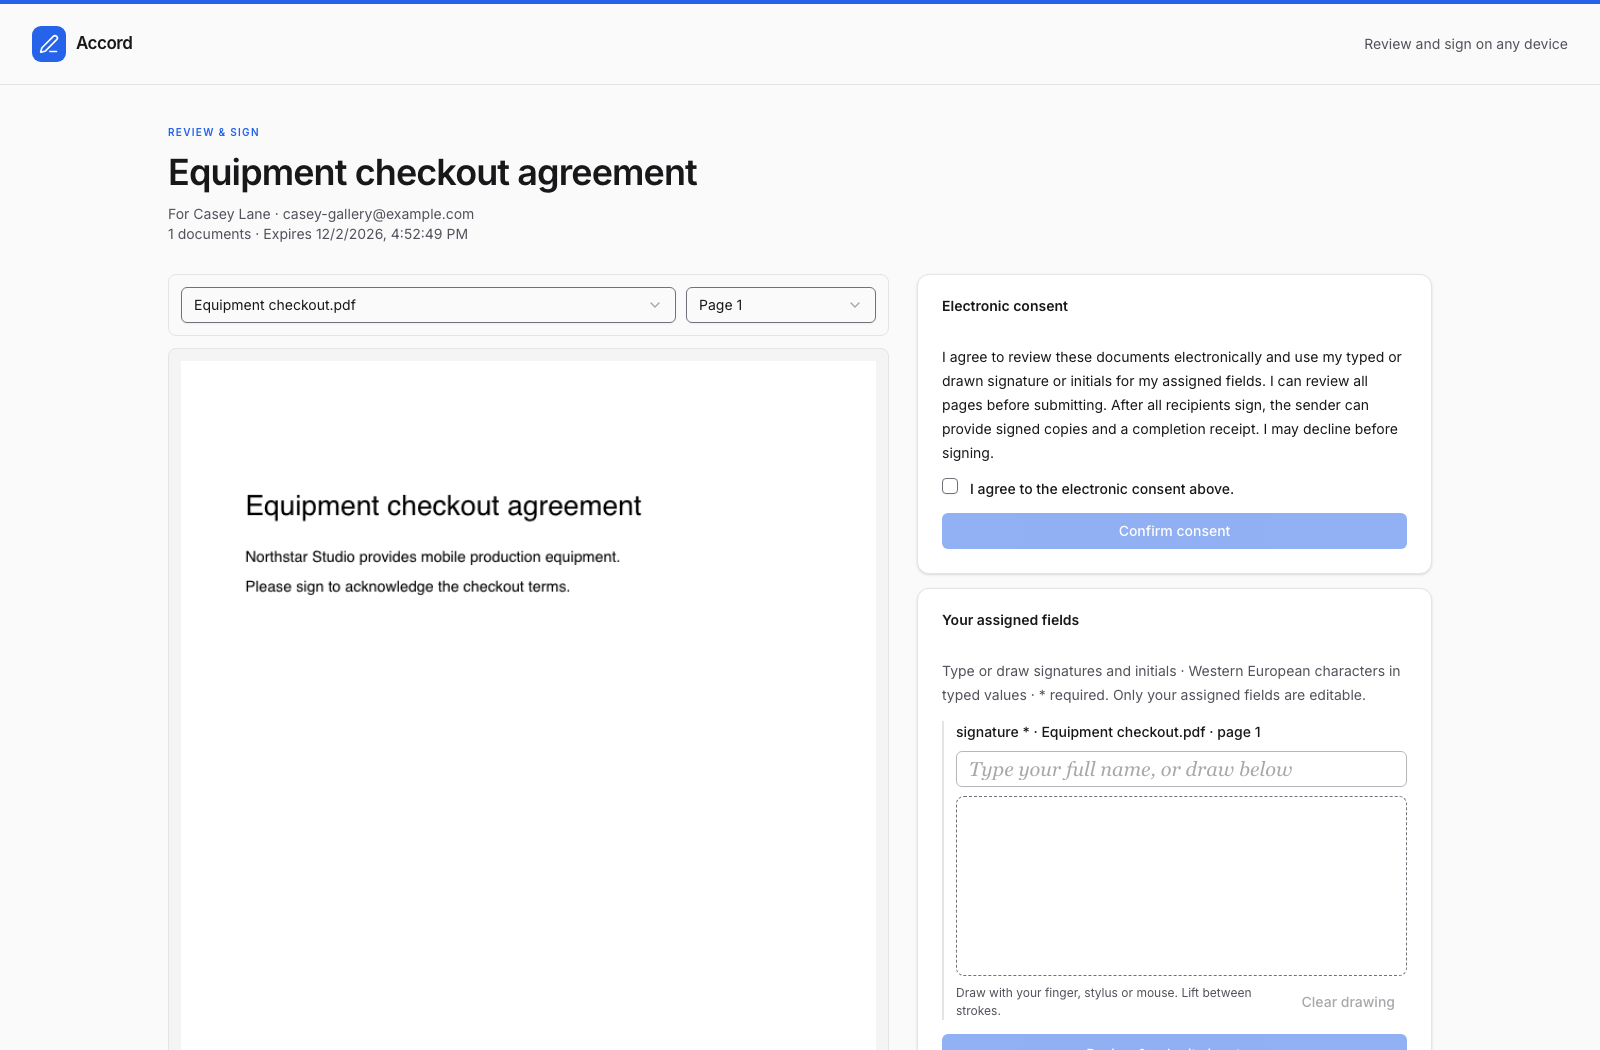 Accord
Review and sign on any device
REVIEW & SIGN
Equipment checkout agreement
For Casey Lane · casey-gallery@example.com
1 documents · Expires 12/2/2026, 4:52:49 PM
Equipment checkout.pdf
Page 1
Equipment checkout agreement
Northstar Studio provides mobile production equipment.
Please sign to acknowledge the checkout terms.
Electronic consent
I agree to review these documents electronically and use my typed or
drawn signature or initials for my assigned fields. I can review all
pages before submitting. After all recipients sign, the sender can
provide signed copies and a completion receipt. I may decline before
signing.
I agree to the electronic consent above.
Confirm consent
Your assigned fields
Type or draw signatures and initials · Western European characters in
typed values · * required. Only your assigned fields are editable.
signature * · Equipment checkout.pdf · page 1
Type your full name, or draw below
Draw with your finger, stylus or mouse. Lift between
strokes.
Clear drawing